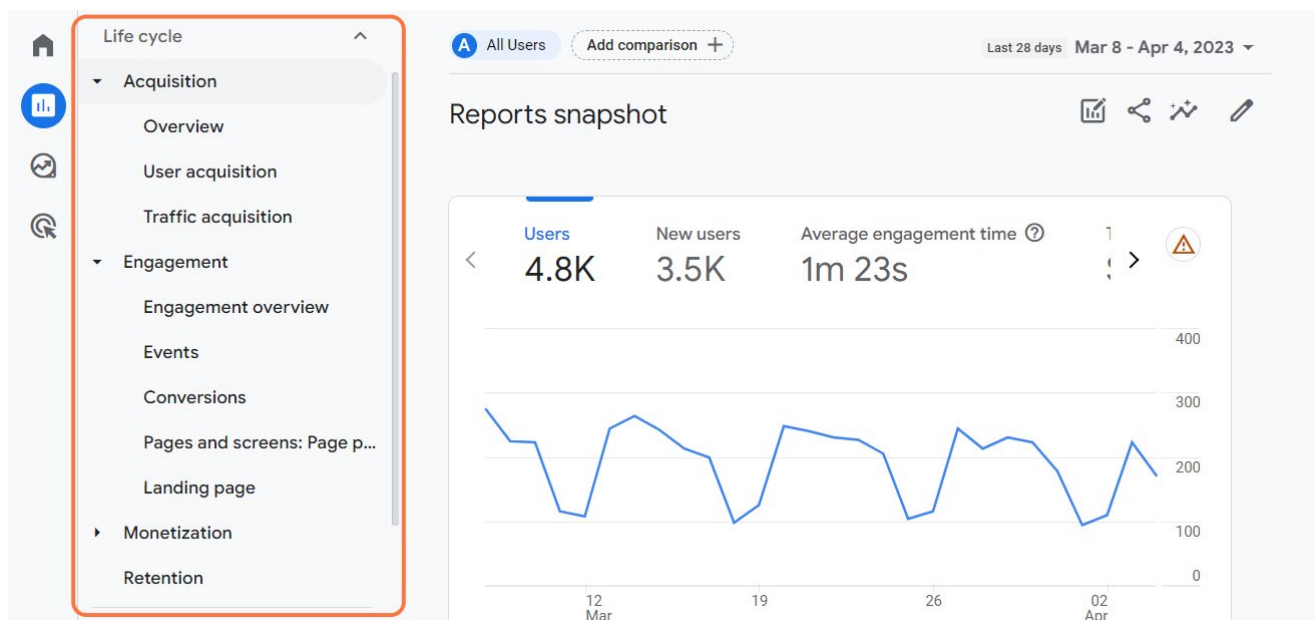 Life cycle
Acquisition
Overview
User acquisition
Traffic acquisition
Engagement
Engagement overview
Events
Conversions
Pages and screens: Page p...
Landing page
Monetization
Retention
A All Users Add comparison + Last 28 days Mar 8 - Apr 4, 2023
Reports snapshot
Users New users Average engagement time
4.8K 3.5K 1m 23s
400
300
200
100
0
12 19 26 02
Mar Apr